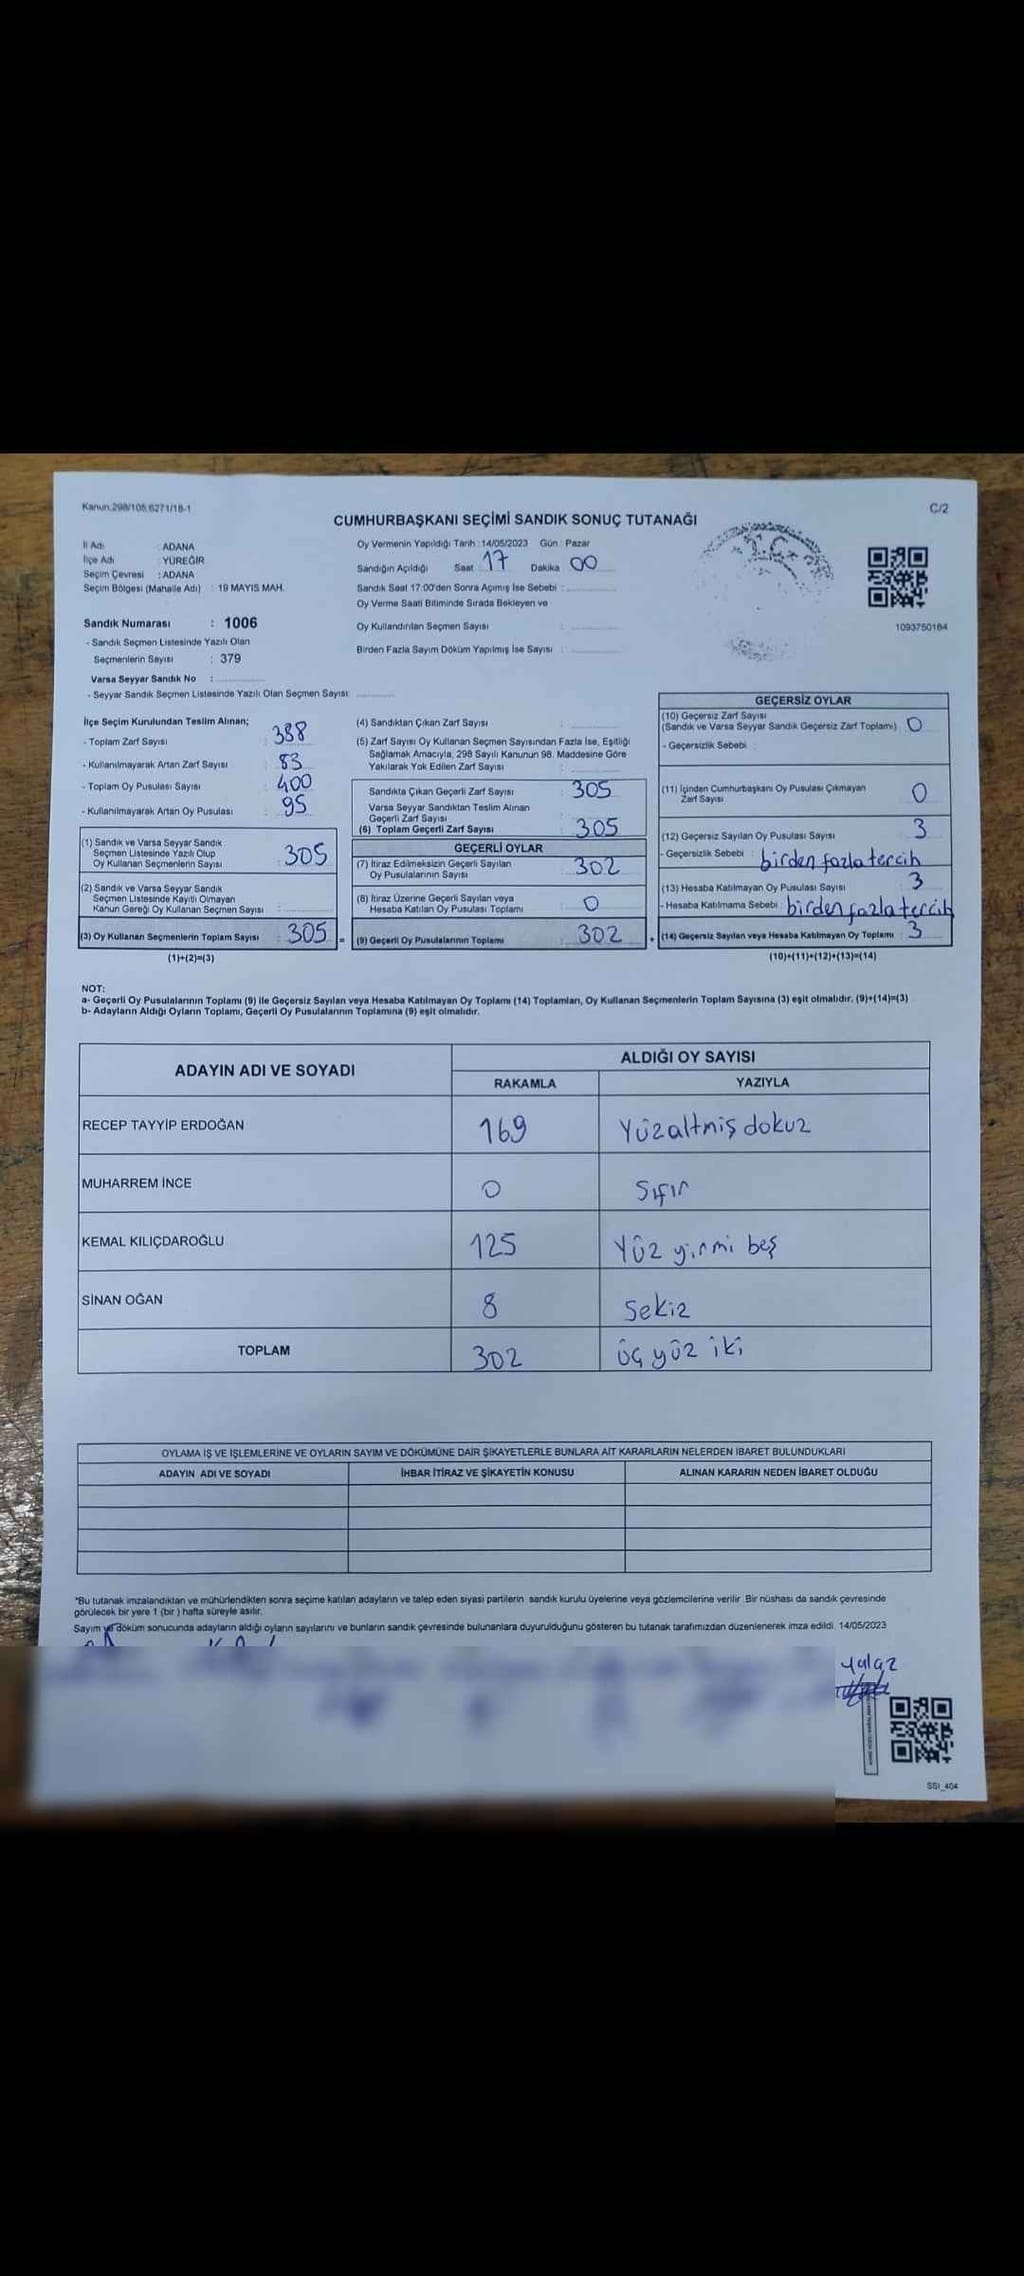 Kanun.298/105,6271/18-1
C/2
CUMHURBAŞKANI SEÇİMİ SANDIK SONUÇ TUTANAĞI
İl Adı : ADANA
İlçe Adı : YÜREĞİR
Seçim Çevresi : ADANA
Seçim Bölgesi (Mahalle Adı) : 19 MAYIS MAH.
Sandık Numarası : 1006
- Sandık Seçmen Listesinde Yazılı Olan
Seçmenlerin Sayısı : 379
Varsa Seyyar Sandık No :
- Seyyar Sandık Seçmen Listesinde Yazılı Olan Seçmen Sayısı:
Oy Vermenin Yapıldığı Tarih : 14/05/2023 Gün : Pazar
Sandığın Açıldığı Saat 17 Dakika 00
Sandık Saat 17.00'den Sonra Açımış İse Sebebi :
Oy Verme Saati Bitiminde Sırada Bekleyen ve
Oy Kullandırılan Seçmen Sayısı :
Birden Fazla Sayım Döküm Yapılmış İse Sayısı :
T.C.
1093750164
İlçe Seçim Kurulundan Teslim Alınan;
- Toplam Zarf Sayısı : 388
- Kullanılmayarak Artan Zarf Sayısı : 83
- Toplam Oy Pusulası Sayısı : 400
- Kullanılmayarak Artan Oy Pusulası : 95
(1) Sandık ve Varsa Seyyar Sandık
Seçmen Listesinde Yazılı Olup
Oy Kullanan Seçmenlerin Sayısı : 305
(2) Sandık ve Varsa Seyyar Sandık
Seçmen Listesinde Kayıtlı Olmayan
Kanun Gereği Oy Kullanan Seçmen Sayısı :
(3) Oy Kullanan Seçmenlerin Toplam Sayısı : 305 =
(1)+(2)=(3)
(4) Sandıktan Çıkan Zarf Sayısı :
(5) Zarf Sayısı Oy Kullanan Seçmen Sayısından Fazla İse, Eşitliği
Sağlamak Amacıyla, 298 Sayılı Kanunun 98. Maddesine Göre
Yakılarak Yok Edilen Zarf Sayısı :
Sandıkta Çıkan Geçerli Zarf Sayısı : 305
Varsa Seyyar Sandıktan Teslim Alınan
Geçerli Zarf Sayısı :
(6) Toplam Geçerli Zarf Sayısı : 305
GEÇERLİ OYLAR
(7) İtiraz Edilmeksizin Geçerli Sayılan
Oy Pusulalarının Sayısı : 302
(8) İtiraz Üzerine Geçerli Sayılan veya
Hesaba Katılan Oy Pusulası Toplamı : 0
(9) Geçerli Oy Pusulalarının Toplamı : 302 +
GEÇERSİZ OYLAR
(10) Geçersiz Zarf Sayısı
(Sandık ve Varsa Seyyar Sandık Geçersiz Zarf Toplamı) : 0
- Geçersizlik Sebebi :
(11) İçinden Cumhurbaşkanı Oy Pusulası Çıkmayan
Zarf Sayısı : 0
(12) Geçersiz Sayılan Oy Pusulası Sayısı : 3
- Geçersizlik Sebebi : birden fazla tercih
(13) Hesaba Katılmayan Oy Pusulası Sayısı : 3
- Hesaba Katılmama Sebebi : birden fazla tercih
(14) Geçersiz Sayılan veya Hesaba Katılmayan Oy Toplamı : 3
(10)+(11)+(12)+(13)=(14)
NOT:
a- Geçerli Oy Pusulalarının Toplamı (9) ile Geçersiz Sayılan veya Hesaba Katılmayan Oy Toplamı (14) Toplamları, Oy Kullanan Seçmenlerin Toplam Sayısına (3) eşit olmalıdır. (9)+(14)=(3)
b- Adayların Aldığı Oyların Toplamı, Geçerli Oy Pusulalarının Toplamına (9) eşit olmalıdır.
ADAYIN ADI VE SOYADI
ALDIĞI OY SAYISI
RAKAMLA YAZIYLA
RECEP TAYYİP ERDOĞAN 169 Yüzaltmış dokuz
MUHARREM İNCE 0 Sıfır
KEMAL KILIÇDAROĞLU 125 Yüz yirmi beş
SİNAN OĞAN 8 Sekiz
TOPLAM 302 üç yüz iki
OYLAMA İŞ VE İŞLEMLERİNE VE OYLARIN SAYIM VE DÖKÜMÜNE DAİR ŞİKAYETLERLE BUNLARA AİT KARARLARIN NELERDEN İBARET BULUNDUKLARI
ADAYIN ADI VE SOYADI İHBAR İTİRAZ VE ŞİKAYETİN KONUSU ALINAN KARARIN NEDEN İBARET OLDUĞU
*Bu tutanak imzalandıktan ve mühürlendikten sonra seçime katılan adayların ve talep eden siyasi partilerin sandık kurulu üyelerine veya gözlemcilerine verilir. Bir nüshası da sandık çevresinde
görülecek bir yere 1 (bir ) hafta süreyle asılır.
Sayım ve döküm sonucunda adayların aldığı oyların sayılarını ve bunların sandık çevresinde bulunanlara duyurulduğunu gösteren bu tutanak tarafımızdan düzenlenerek imza edildi. 14/05/2023
Yalaz
SSI_404